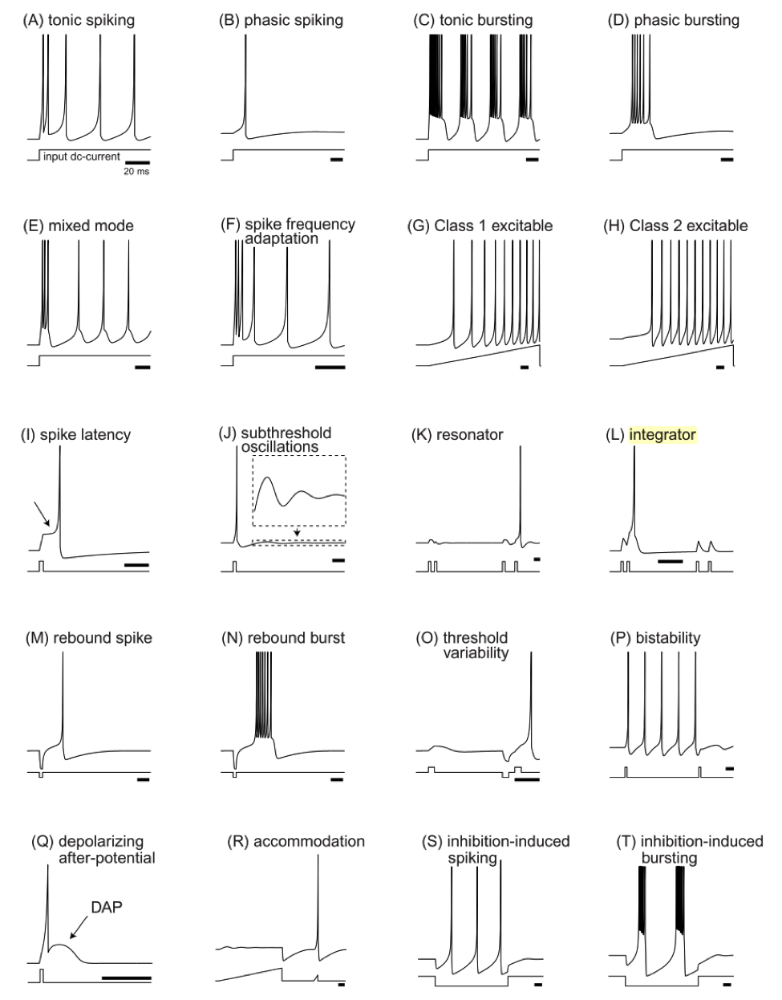 (A) tonic spiking
(B) phasic spiking
(C) tonic bursting
(D) phasic bursting
input dc-current
20 ms
(E) mixed mode
(F) spike frequency
adaptation
(G) Class 1 excitable
(H) Class 2 excitable
(I) spike latency
(J) subthreshold
oscillations
(K) resonator
(L) integrator
(M) rebound spike
(N) rebound burst
(O) threshold
variability
(P) bistability
(Q) depolarizing
after-potential
DAP
(R) accommodation
(S) inhibition-induced
spiking
(T) inhibition-induced
bursting